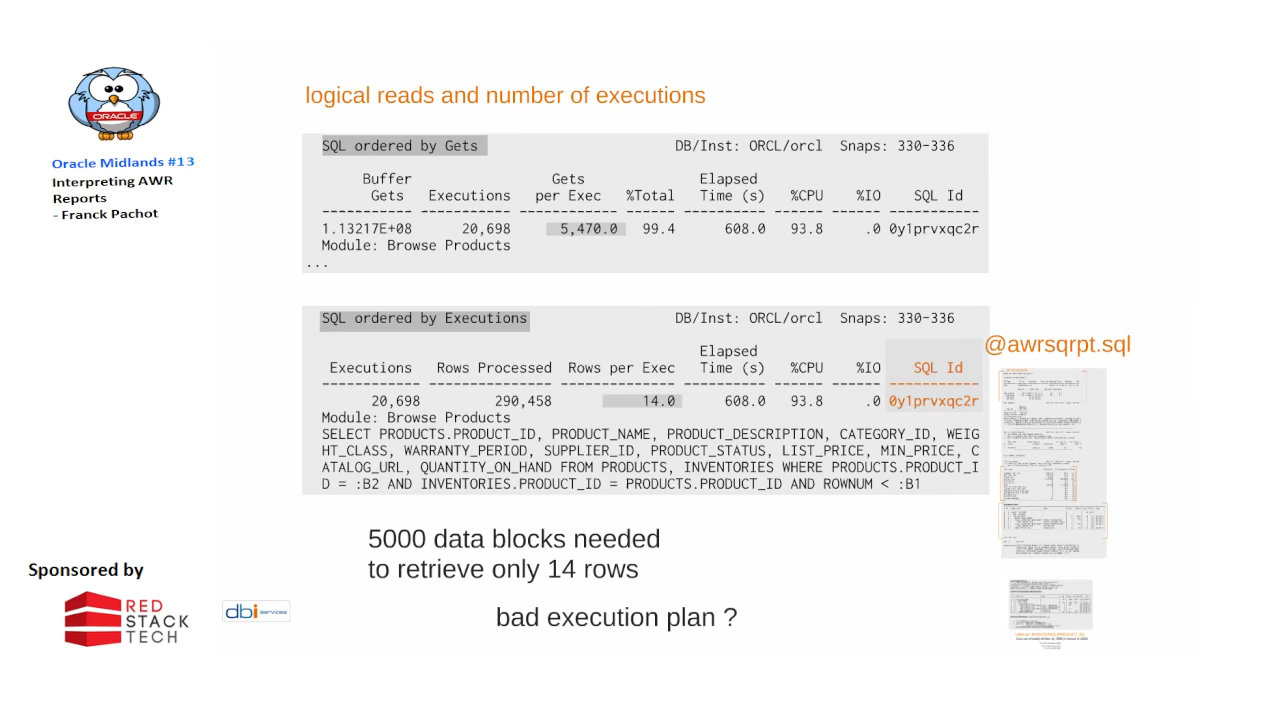 ORACLE
Oracle Midlands #13
Interpreting AWR
Reports
- Franck Pachot
logical reads and number of executions
SQL ordered by Gets DB/Inst: ORCL/orcl Snaps: 330-336
Buffer Gets Elapsed
Gets Executions per Exec %Total Time (s) %CPU %IO SQL Id
----------- ----------- ------------ ------ ---------- ------ ------ -----------
1.13217E+08 20,698 5,470.0 99.4 608.0 93.8 .0 0y1prvxqc2r
Module: Browse Products
...
SQL ordered by Executions DB/Inst: ORCL/orcl Snaps: 330-336
Elapsed
Executions Rows Processed Rows per Exec Time (s) %CPU %IO SQL Id
------------ --------------- -------------- ---------- ------ ------ -----------
20,698 290,458 14.0 608.0 93.8 .0 0y1prvxqc2r
Module: Browse Products
SELECT PRODUCTS.PRODUCT_ID, PRODUCT_NAME, PRODUCT_DESCRIPTION, CATEGORY_ID, WEIG
HT_CLASS, WARRANTY_PERIOD, SUPPLIER_ID, PRODUCT_STATUS, LIST_PRICE, MIN_PRICE, C
ATALOG_URL, QUANTITY_ON_HAND FROM PRODUCTS, INVENTORIES WHERE PRODUCTS.PRODUCT_I
D = :B2 AND INVENTORIES.PRODUCT_ID = PRODUCTS.PRODUCT_ID AND ROWNUM < :B1
@awrsqrpt.sql
5000 data blocks needed
to retrieve only 14 rows
bad execution plan ?
Sponsored by
RED
STACK
TECH
dbi services